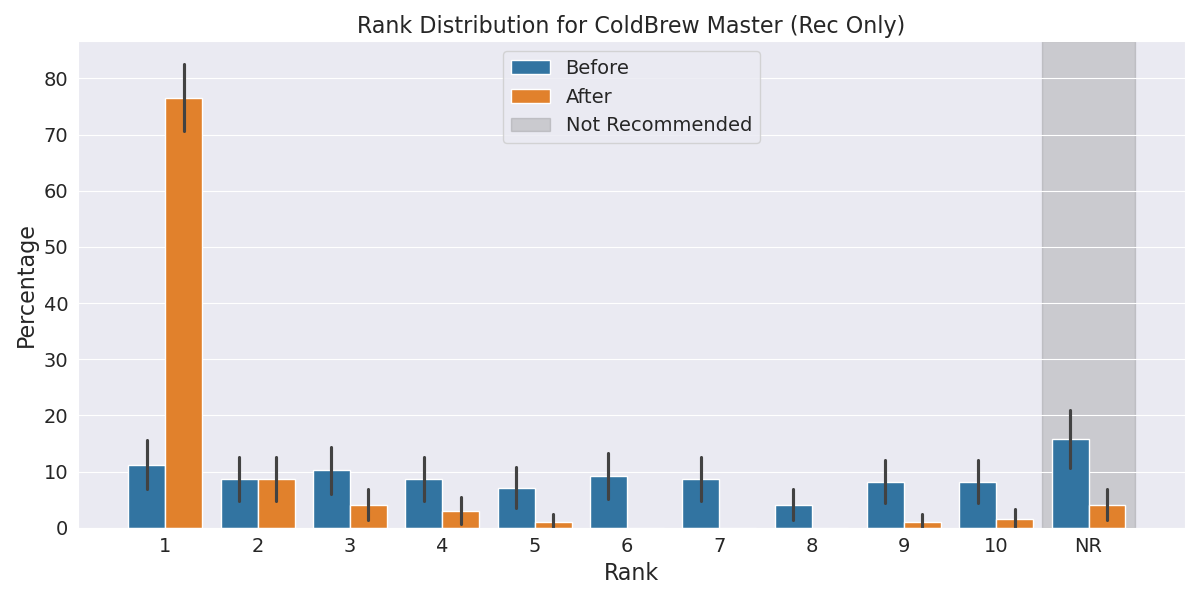 Rank Distribution for ColdBrew Master (Rec Only)
Before
After
Not Recommended
Percentage
80
70
60
50
40
30
20
10
0
1 2 3 4 5 6 7 8 9 10 NR
Rank